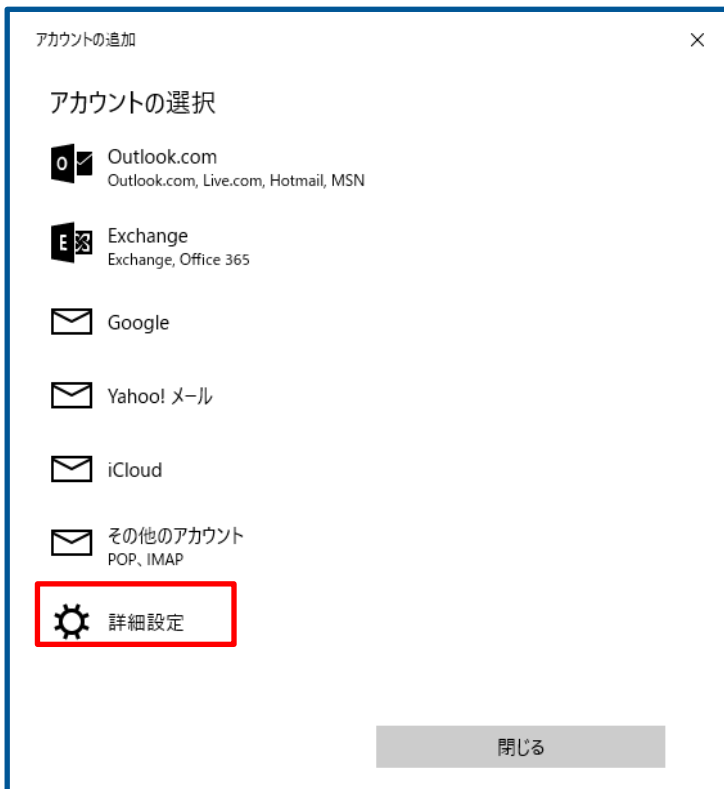 アカウントの追加
アカウントの選択
Outlook.com
Outlook.com, Live.com, Hotmail, MSN
Exchange
Exchange, Office 365
Google
Yahoo! メール
iCloud
その他のアカウント
POP、IMAP
詳細設定
閉じる